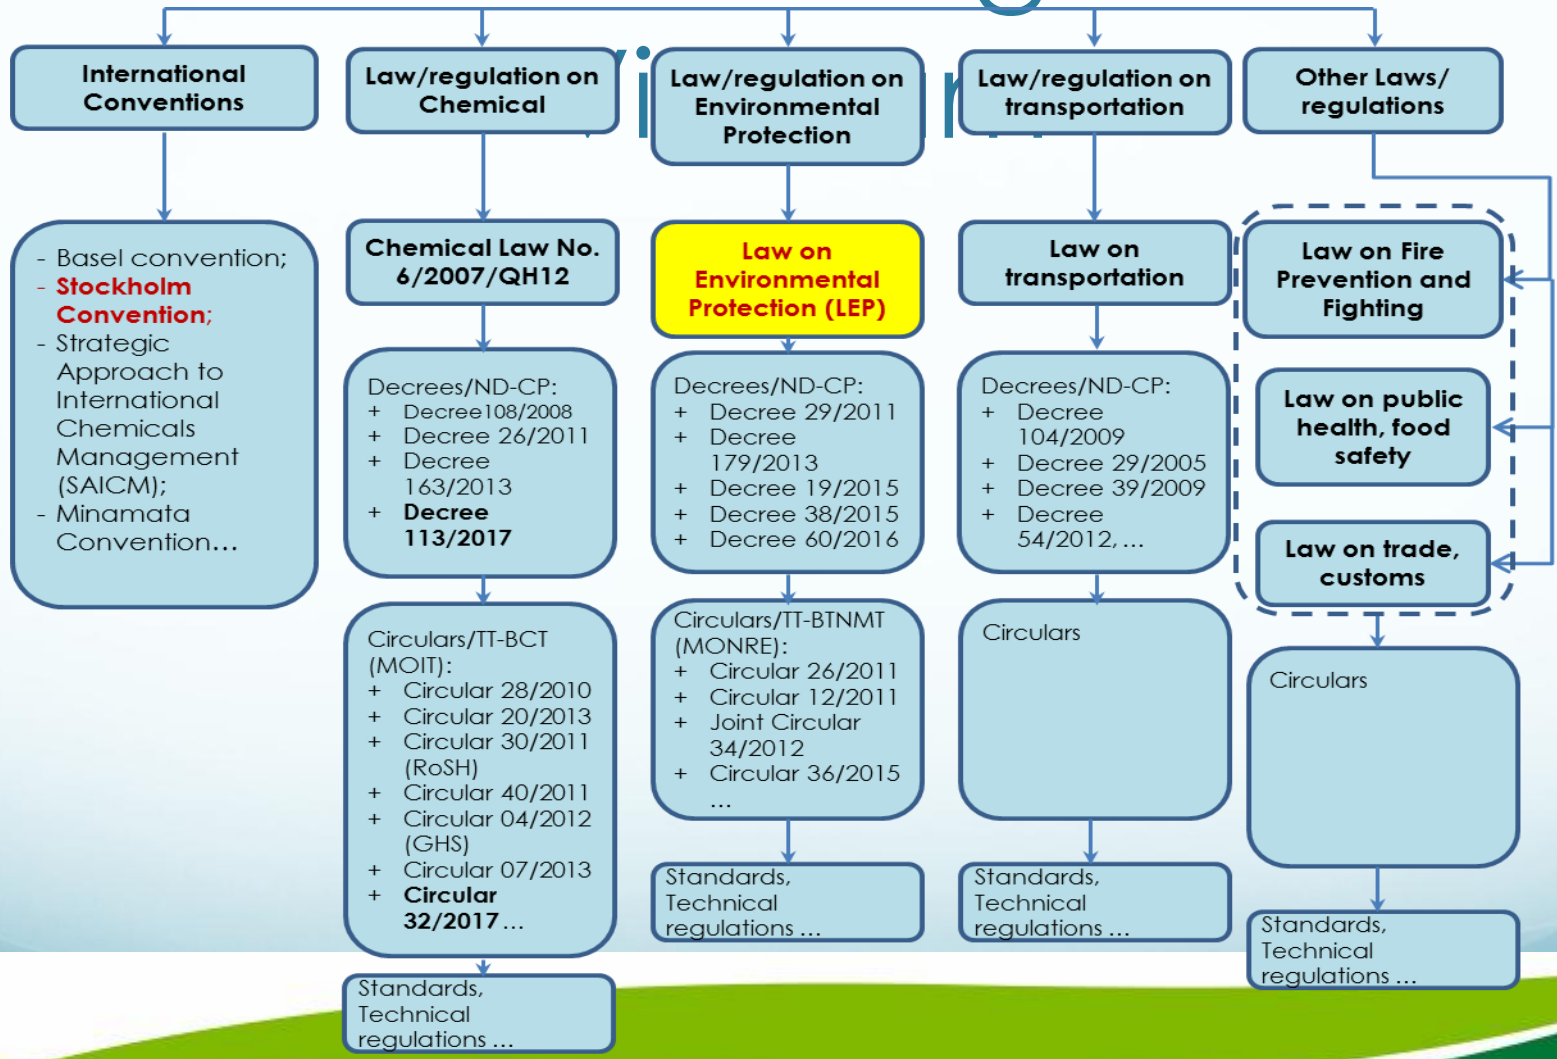 International
Conventions
Law/regulation on
Chemical
Law/regulation on
Environmental
Protection
Law/regulation on
transportation
Other Laws/
regulations
- Basel convention;
- Stockholm
Convention;
- Strategic
Approach to
International
Chemicals
Management
(SAICM);
- Minamata
Convention...
Chemical Law No.
6/2007/QH12
Decrees/ND-CP:
+ Decree108/2008
+ Decree 26/2011
+ Decree
163/2013
+ Decree
113/2017
Circulars/TT-BCT
(MOIT):
+ Circular 28/2010
+ Circular 20/2013
+ Circular 30/2011
(RoSH)
+ Circular 40/2011
+ Circular 04/2012
(GHS)
+ Circular 07/2013
+ Circular
32/2017 ...
Standards,
Technical
regulations ...
Law on
Environmental
Protection (LEP)
Decrees/ND-CP:
+ Decree 29/2011
+ Decree
179/2013
+ Decree 19/2015
+ Decree 38/2015
+ Decree 60/2016
Circulars/TT-BTNMT
(MONRE):
+ Circular 26/2011
+ Circular 12/2011
+ Joint Circular
34/2012
+ Circular 36/2015
...
Standards,
Technical
regulations ...
Law on
transportation
Decrees/ND-CP:
+ Decree
104/2009
+ Decree 29/2005
+ Decree 39/2009
+ Decree
54/2012, ...
Circulars
Standards,
Technical
regulations ...
Law on Fire
Prevention and
Fighting
Law on public
health, food
safety
Law on trade,
customs
Circulars
Standards,
Technical
regulations ...